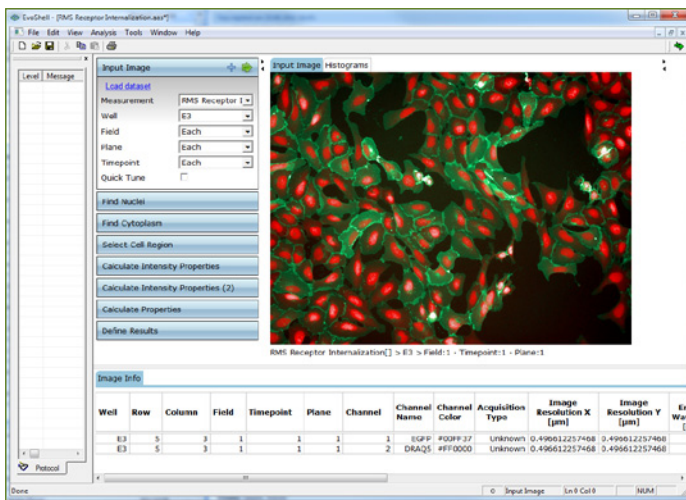 EvaShell - [RMS Receptor Internalization.aas*]
File Edit View Analysis Tools Window Help
Level Message
Input Image
Load dataset
Measurement RMS Receptor I
Well E3
Field Each
Plane Each
Timepoint Each
Quick Tune
Find Nuclei
Find Cytoplasm
Select Cell Region
Calculate Intensity Properties
Calculate Intensity Properties (2)
Calculate Properties
Define Results
Input Image Histograms
RMS Receptor Internalization[] > E3 > Field:1 - Timepoint:1 - Plane:1
Image Info
Well Row Column Field Timepoint Plane Channel Channel Name Channel Color Acquisition Type Image Resolution X [µm] Image Resolution Y [µm]
E3 5 3 1 1 1 1 EGFP #00FF37 Unknown 0.496612257468 0.496612257468
E3 5 3 1 1 1 2 DRAQ5 #FF0000 Unknown 0.496612257468 0.496612257468
Protocol
Done
0 Input Image Ln 0 Col 0 NUM